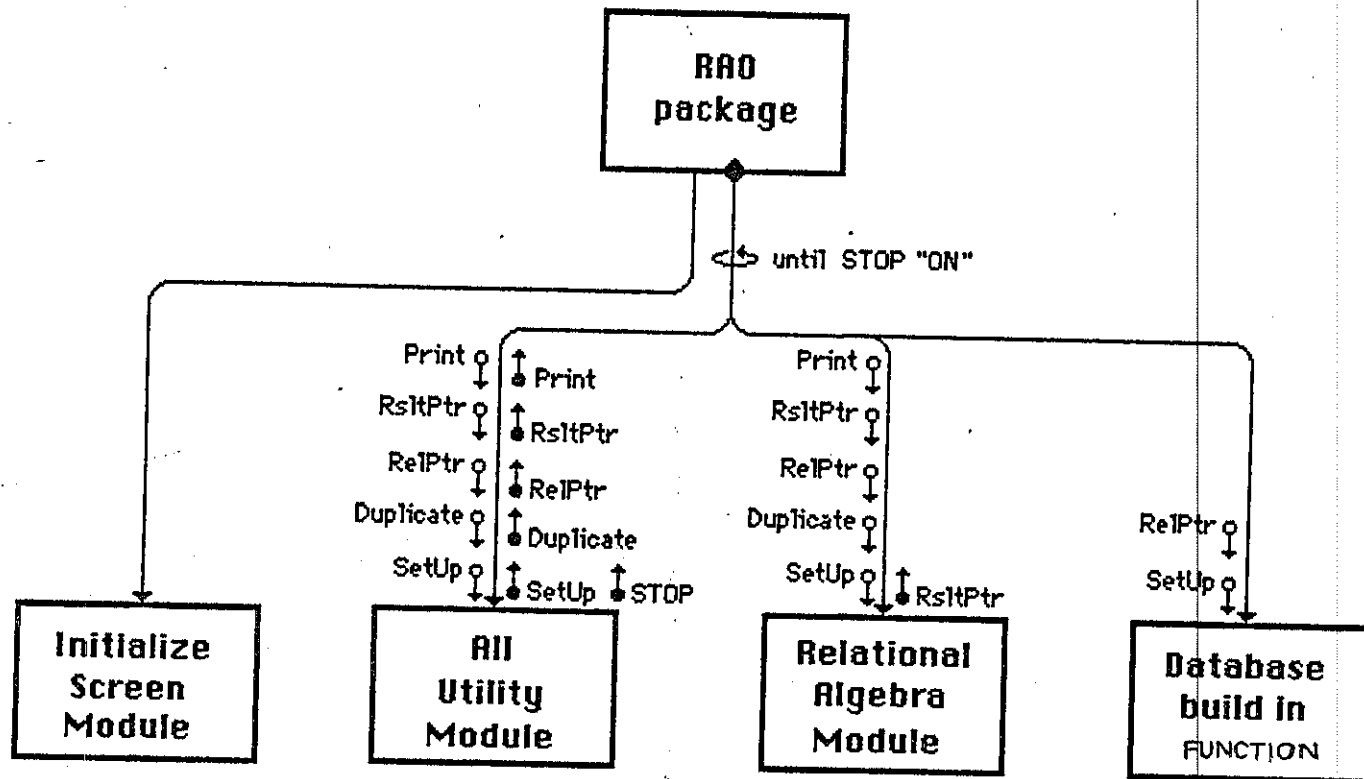 RAO
package
until STOP "ON"
Print
Print
RsltPtr
RsltPtr
RelPtr
RelPtr
Duplicate
Duplicate
SetUp
SetUp
STOP
Print
RsltPtr
RelPtr
Duplicate
SetUp
RsltPtr
RelPtr
SetUp
Initialize
Screen
Module
All
Utility
Module
Relational
Algebra
Module
Database
build in
FUNCTION